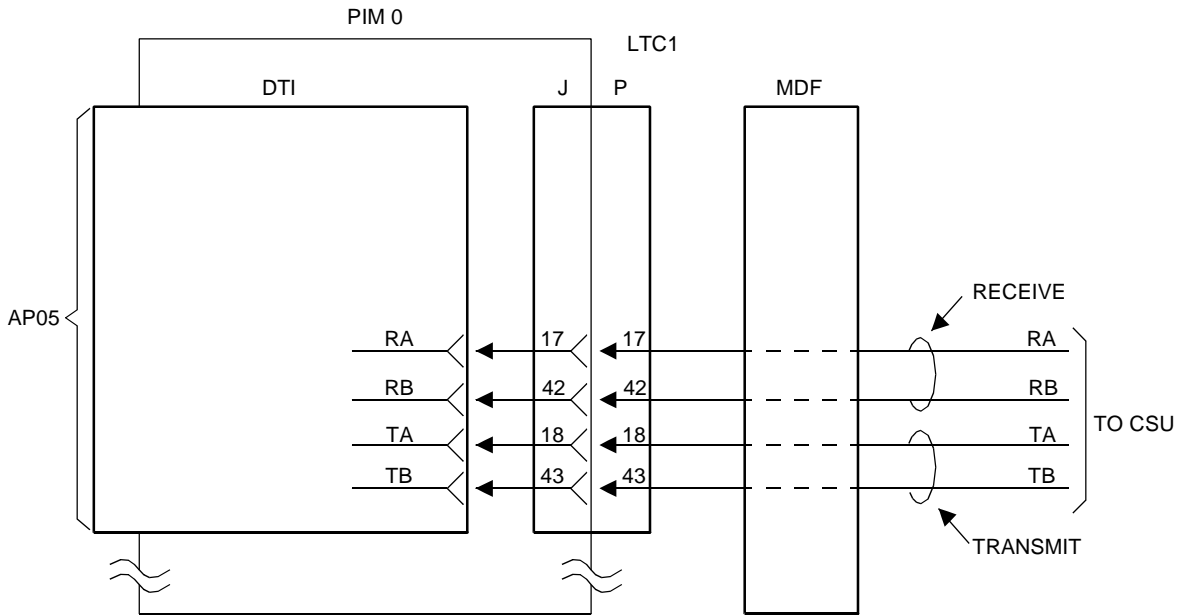 PIM 0
LTC1
DTI
J
P
MDF
RECEIVE
AP05
RA
17
17
RA
RB
42
42
RB
TO CSU
TA
18
18
TA
TB
43
43
TB
TRANSMIT